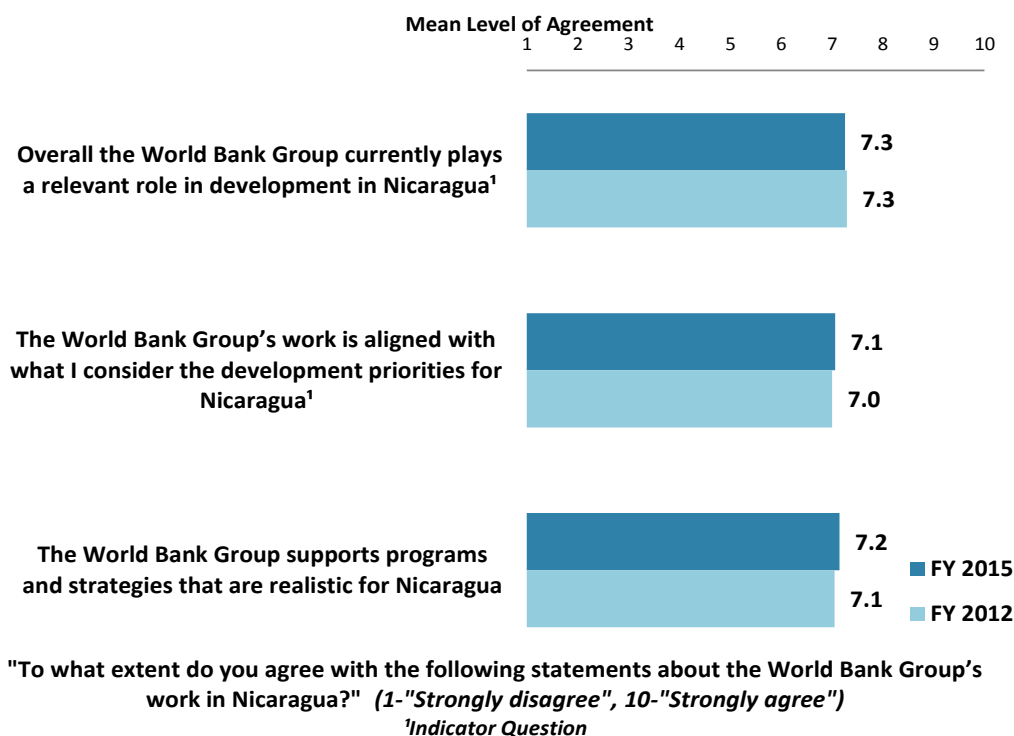 Mean Level of Agreement
1 2 3 4 5 6 7 8 9 10
Overall the World Bank Group currently plays
a relevant role in development in Nicaragua¹
7.3
7.3
The World Bank Group’s work is aligned with
what I consider the development priorities for
Nicaragua¹
7.1
7.0
The World Bank Group supports programs
and strategies that are realistic for Nicaragua
7.2
7.1
FY 2015
FY 2012
"To what extent do you agree with the following statements about the World Bank Group’s
work in Nicaragua?" (1-"Strongly disagree", 10-"Strongly agree")
¹Indicator Question